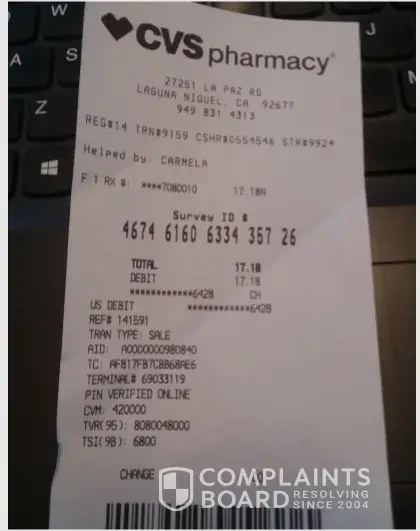 W
J
A
S
Z
CVS pharmacy®
27251 LA PAZ RD
LAGUNA NIGUEL, CA 92677
949 831 4313
REG#14 TRN#9159 CSHR#0554546 STR#9924
Helped by: CARMELA
F 1 RX #: ****7080010 17.18N
Survey ID #
4674 6160 6334 357 26
TOTAL 17.18
DEBIT 17.18
************6428 CH
US DEBIT ************6428
REF# 141591
TRAN TYPE: SALE
AID: A0000000980840
TC: AF817FB7CBB68AE6
TERMINAL# 69033119
PIN VERIFIED ONLINE
CVM: 420000
TVR(95): 8080048000
TSI(9B): 6800
CHANGE
COMPLAINTS
BOARD RESOLVING
SINCE 2004